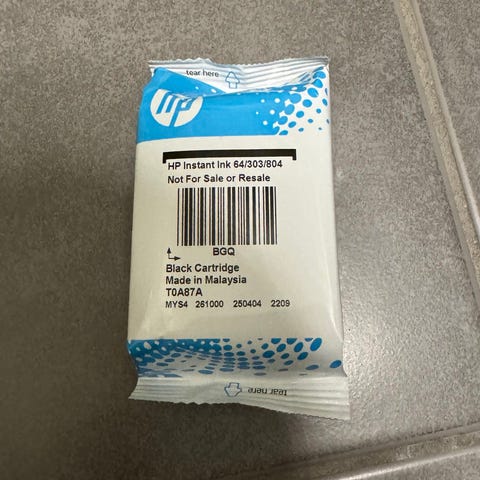 tear here
hp
HP Instant Ink 64/303/804
Not For Sale or Resale
BGQ
Black Cartridge
Made in Malaysia
T0A87A
MYS4 261000 250404 2209
tear here